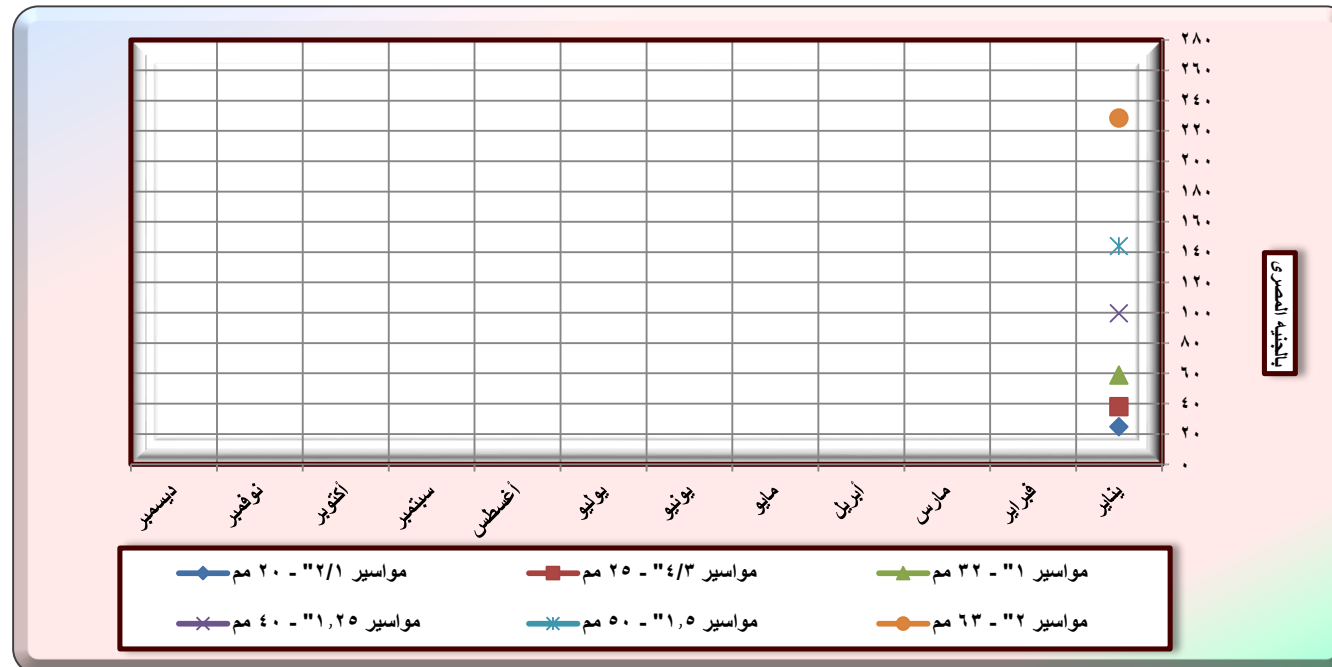 ٢٨٠
٢٦٠
٢٤٠
٢٢٠
٢٠٠
١٨٠
١٦٠
١٤٠
١٢٠
١٠٠
٨٠
٦٠
٤٠
٢٠
٠
بالجنيه المصرى
يناير
فبراير
مارس
أبريل
مايو
يونيو
يوليو
أغسطس
سبتمبر
أكتوبر
نوفمبر
ديسمبر
مواسير ١" - ٣٢ مم
مواسير ٤/٣" - ٢٥ مم
مواسير ٢/١" - ٢٠ مم
مواسير ٢" - ٦٣ مم
مواسير ١,٥" - ٥٠ مم
مواسير ١,٢٥" - ٤٠ مم